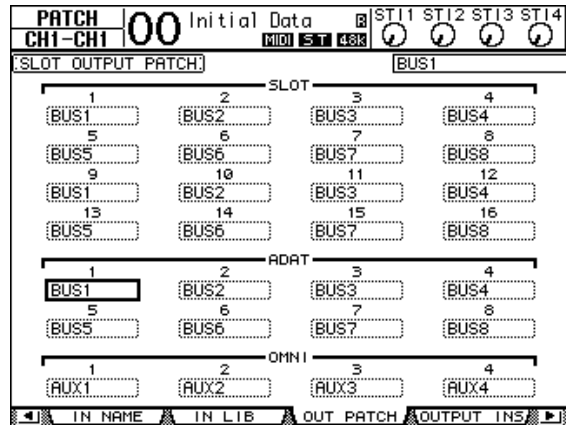 PATCH 00 Initial Data R ST11 ST12 ST13 ST14
CH1-CH1 MIDI ST 48k
SLOT OUTPUT PATCH BUS1
SLOT
1 2 3 4
BUS1 BUS2 BUS3 BUS4
5 6 7 8
BUS5 BUS6 BUS7 BUS8
9 10 11 12
BUS1 BUS2 BUS3 BUS4
13 14 15 16
BUS5 BUS6 BUS7 BUS8
ADAT
1 2 3 4
BUS1 BUS2 BUS3 BUS4
5 6 7 8
BUS5 BUS6 BUS7 BUS8
OMNI
1 2 3 4
AUX1 AUX2 AUX3 AUX4
IN NAME IN LIB OUT PATCH OUTPUT INS